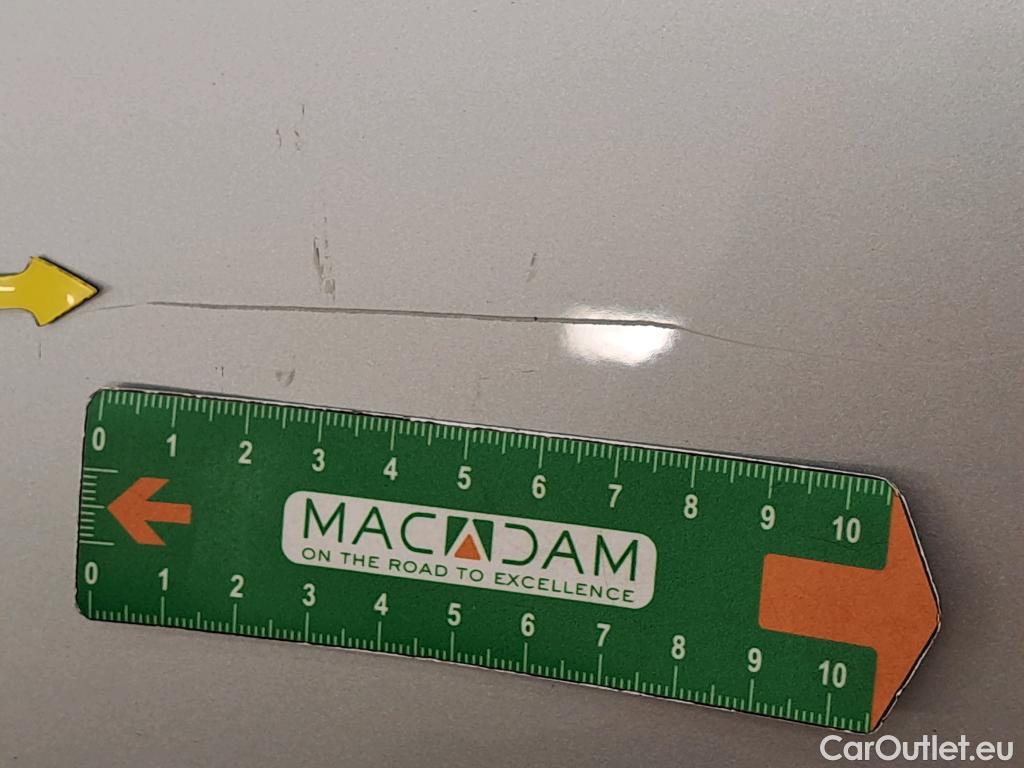 0 1 2 3 4 5 6 7 8 9 10
MACADAM
ON THE ROAD TO EXCELLENCE
0 1 2 3 4 5 6 7 8 9 10
CarOutlet.eu